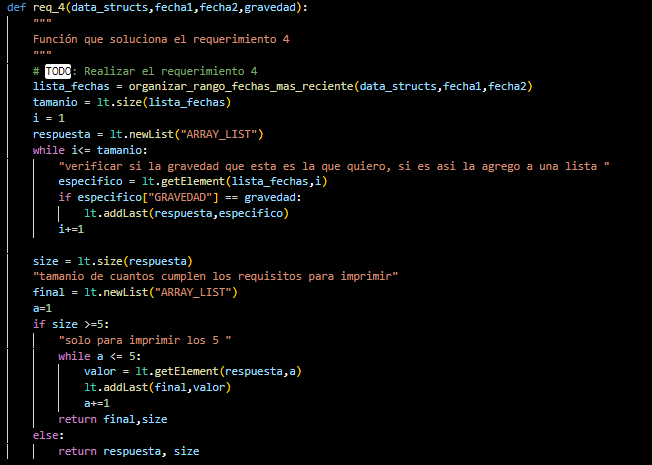 def req_4(data_structs,fecha1,fecha2,gravedad):
    """
    Función que soluciona el requerimiento 4
    """
    # TODO: Realizar el requerimiento 4
    lista_fechas = organizar_rango_fechas_mas_reciente(data_structs,fecha1,fecha2)
    tamanio = lt.size(lista_fechas)
    i = 1
    respuesta = lt.newList("ARRAY_LIST")
    while i<= tamanio:
        "verificar si la gravedad que esta es la que quiero, si es asi la agrego a una lista "
        especifico = lt.getElement(lista_fechas,i)
        if especifico["GRAVEDAD"] == gravedad:
            lt.addLast(respuesta,especifico)
        i+=1

    size = lt.size(respuesta)
    "tamanio de cuantos cumplen los requisitos para imprimir"
    final = lt.newList("ARRAY_LIST")
    a=1
    if size >=5:
        "solo para imprimir los 5 "
        while a <= 5:
            valor = lt.getElement(respuesta,a)
            lt.addLast(final,valor)
            a+=1
        return final,size
    else:
        return respuesta, size